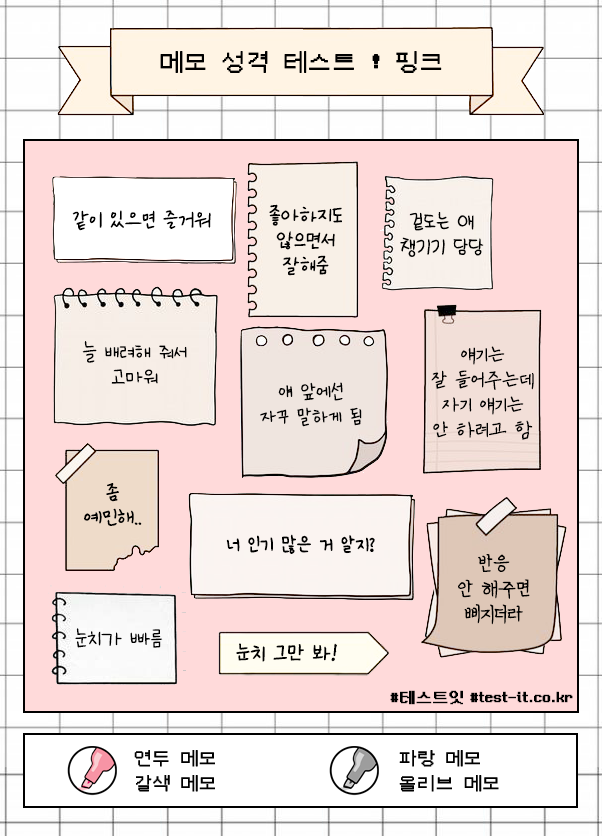 메모 성격 테스트 ! 핑크
같이 있으면 즐거워
좋아하지도
않으면서
잘해줌
겉도는 애
챙기기 담당
늘 배려해 줘서
고마워
얘 앞에선
자꾸 말하게 됨
얘기는
잘 들어주는데
자기 얘기는
안 하려고 함
좀
예민해..
너 인기 많은 거 알지?
반응
안 해주면
삐지더라
눈치가 빠름
눈치 그만 봐!
#테스트잇 #test-it.co.kr
연두 메모
갈색 메모
파랑 메모
올리브 메모